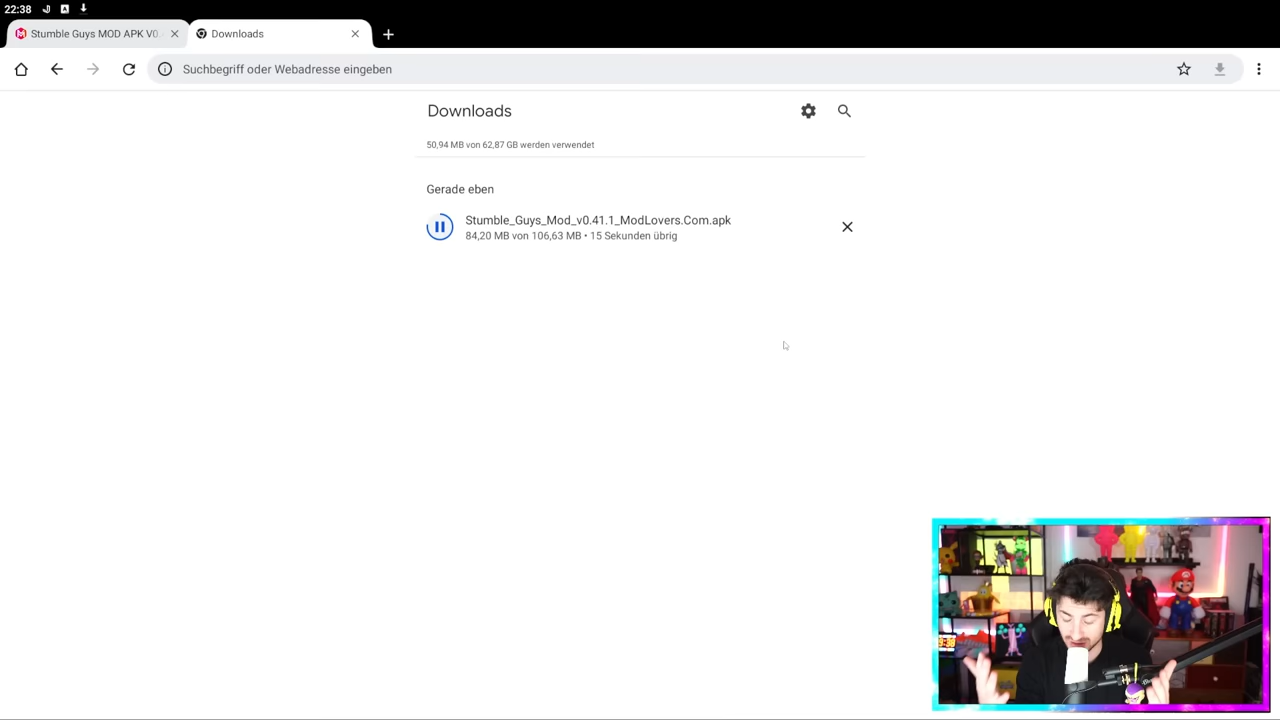 22:38
Stumble Guys MOD APK V0.
Downloads
Suchbegriff oder Webadresse eingeben
Downloads
50,94 MB von 62,87 GB werden verwendet
Gerade eben
Stumble_Guys_Mod_v0.41.1_ModLovers.Com.apk
84,20 MB von 106,63 MB • 15 Sekunden übrig